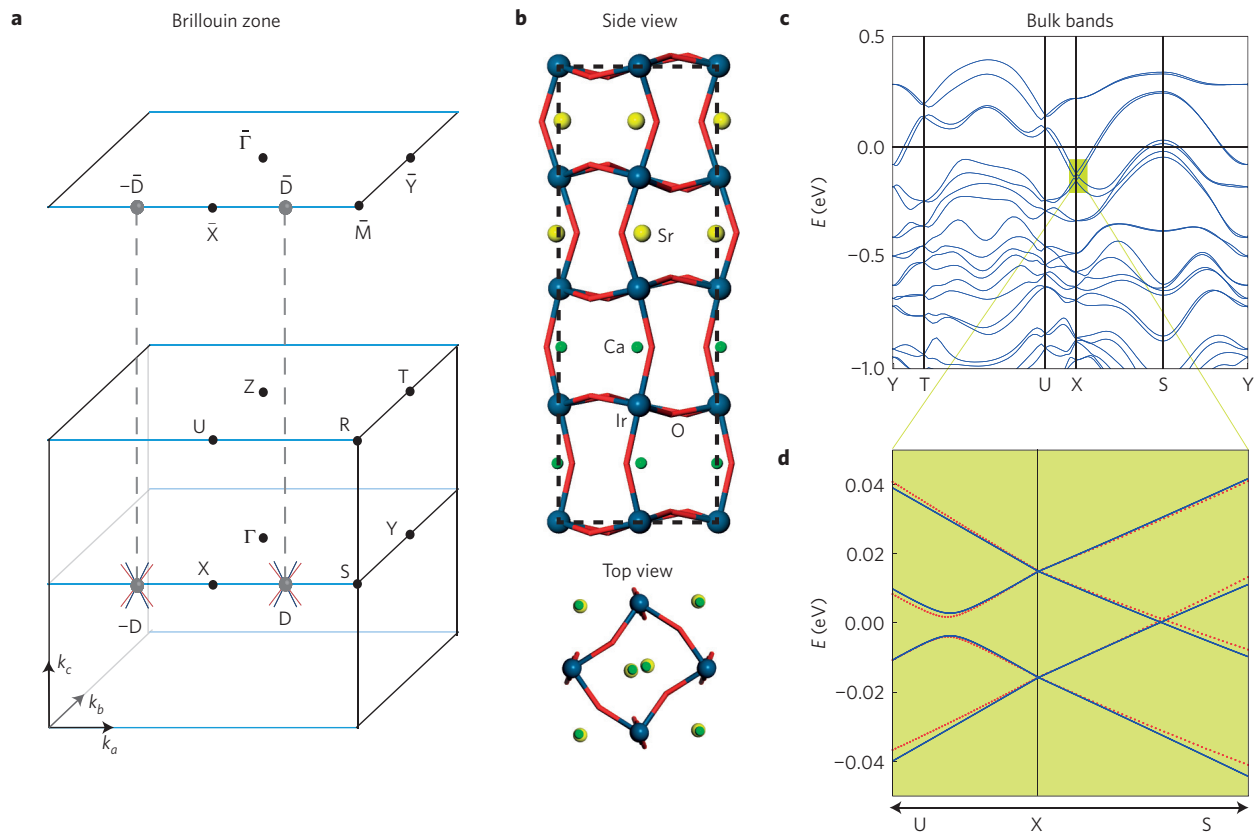 a
Brillouin zone
Γ̄
−D̄
D̄
Ȳ
X̄
M̄
Z
T
U
R
Γ
Y
X
S
−D
D
k_c
k_b
k_a
b
Side view
Sr
Ca
Ir
O
Top view
c
Bulk bands
0.5
0.0
−0.5
−1.0
E (eV)
Y T U X S Y
d
0.04
0.02
0.00
−0.02
−0.04
E (eV)
U X S